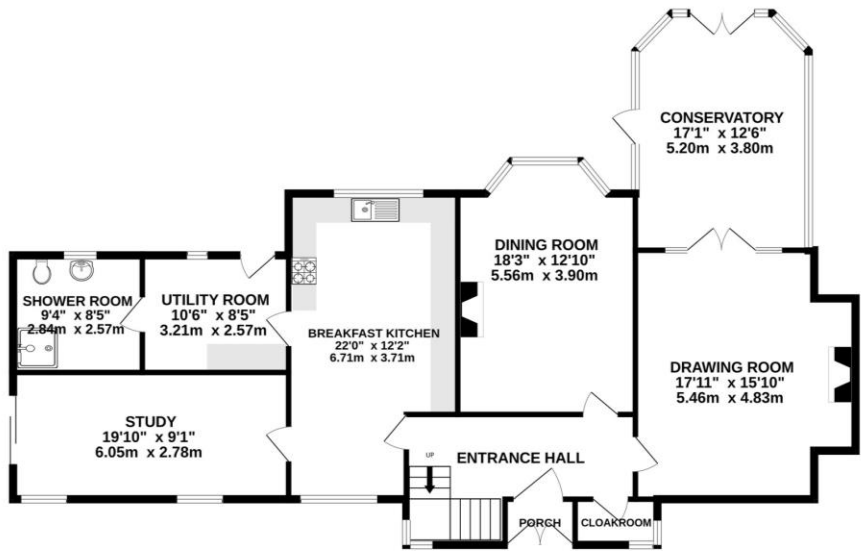 CONSERVATORY
17'1" x 12'6"
5.20m x 3.80m
DINING ROOM
18'3" x 12'10"
5.56m x 3.90m
SHOWER ROOM
9'4" x 8'5"
2.84m x 2.57m
UTILITY ROOM
10'6" x 8'5"
3.21m x 2.57m
BREAKFAST KITCHEN
22'0" x 12'2"
6.71m x 3.71m
DRAWING ROOM
17'11" x 15'10"
5.46m x 4.83m
STUDY
19'10" x 9'1"
6.05m x 2.78m
UP
ENTRANCE HALL
PORCH
CLOAKROOM